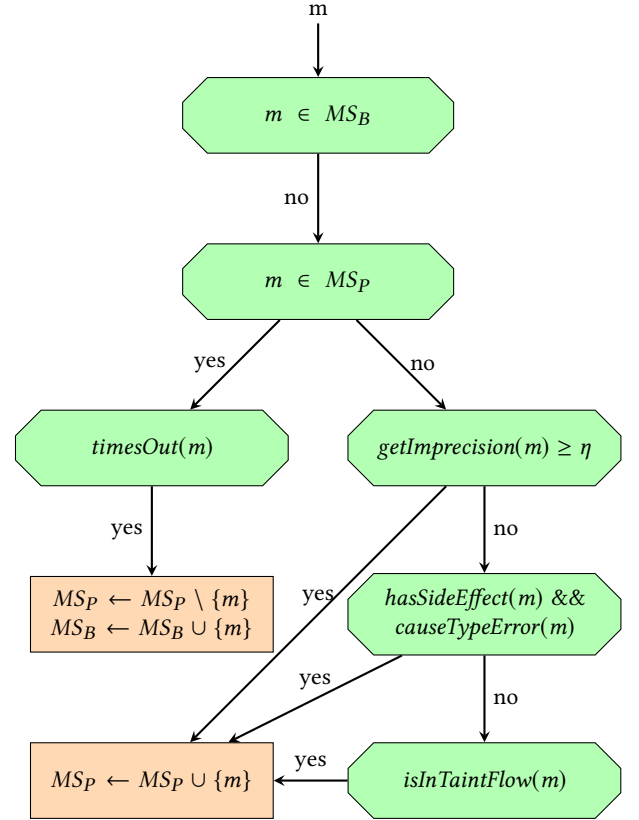 m
m ∈ MS_B
no
m ∈ MS_P
yes
no
timesOut(m)
getImprecision(m) ≥ η
yes
no
MS_P ← MS_P \ {m}
MS_B ← MS_B ∪ {m}
yes
hasSideEffect(m) &&
causeTypeError(m)
yes
no
MS_P ← MS_P ∪ {m}
yes
isInTaintFlow(m)